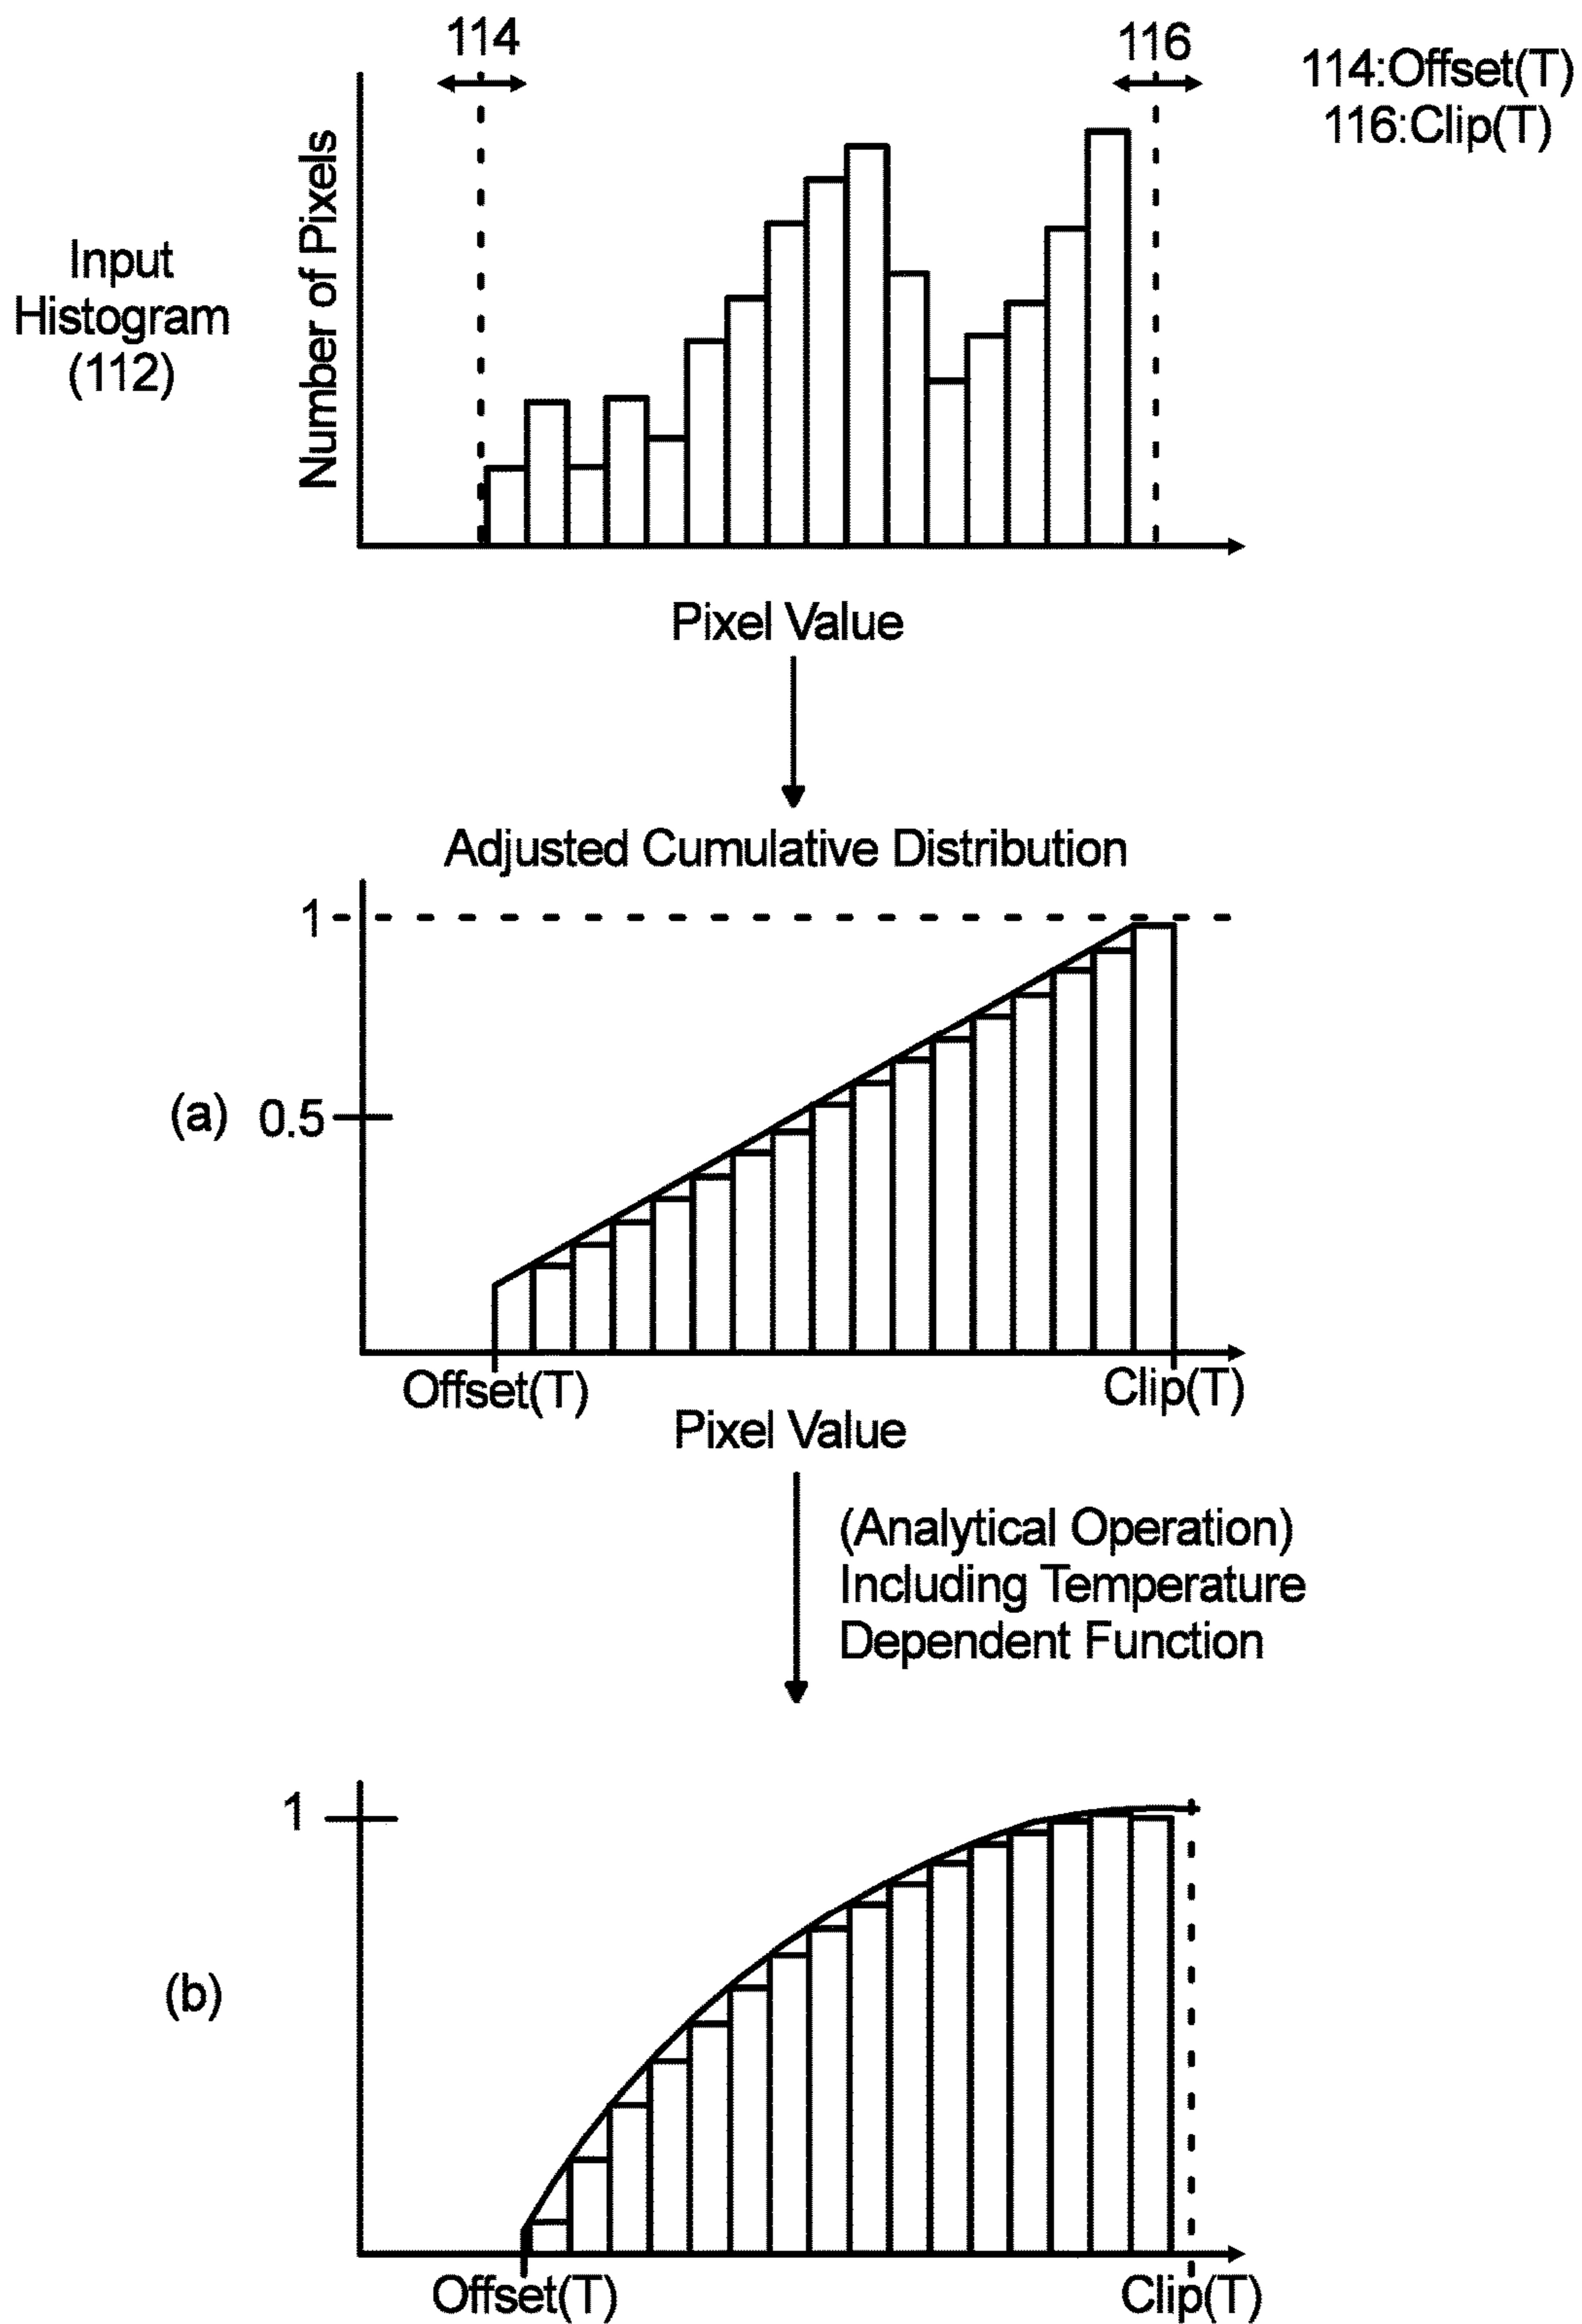 114
116
114:Offset(T)
116:Clip(T)
Number of Pixels
Input
Histogram
(112)
Pixel Value
Adjusted Cumulative Distribution
1
(a)
0.5
Offset(T)
Clip(T)
Pixel Value
(Analytical Operation)
Including Temperature
Dependent Function
1
(b)
Offset(T)
Clip(T)